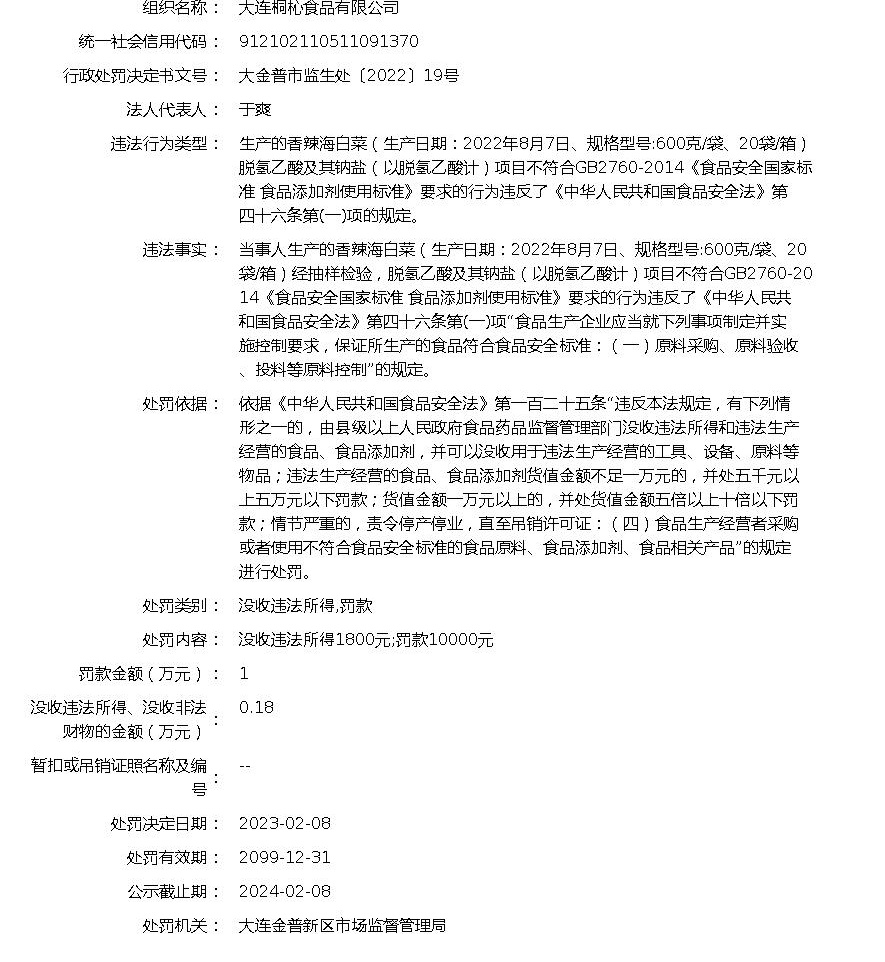 组织名称： 大连桐杺食品有限公司
统一社会信用代码： 912102110511091370
行政处罚决定书文号： 大金普市监生处〔2022〕19号
法人代表人： 于爽
违法行为类型： 生产的香辣海白菜（生产日期：2022年8月7日、规格型号:600克/袋、20袋/箱）
脱氢乙酸及其钠盐（以脱氢乙酸计）项目不符合GB2760-2014《食品安全国家标
准 食品添加剂使用标准》要求的行为违反了《中华人民共和国食品安全法》第
四十六条第(一)项的规定。
违法事实： 当事人生产的香辣海白菜（生产日期：2022年8月7日、规格型号:600克/袋、20
袋/箱）经抽样检验，脱氢乙酸及其钠盐（以脱氢乙酸计）项目不符合GB2760-20
14《食品安全国家标准 食品添加剂使用标准》要求的行为违反了《中华人民共
和国食品安全法》第四十六条第(一)项“食品生产企业应当就下列事项制定并实
施控制要求，保证所生产的食品符合食品安全标准：（一）原料采购、原料验收
、投料等原料控制”的规定。
处罚依据： 依据《中华人民共和国食品安全法》第一百二十五条“违反本法规定，有下列情
形之一的，由县级以上人民政府食品药品监督管理部门没收违法所得和违法生产
经营的食品、食品添加剂，并可以没收用于违法生产经营的工具、设备、原料等
物品；违法生产经营的食品、食品添加剂货值金额不足一万元的，并处五千元以
上五万元以下罚款；货值金额一万元以上的，并处货值金额五倍以上十倍以下罚
款；情节严重的，责令停产停业，直至吊销许可证：（四）食品生产经营者采购
或者使用不符合食品安全标准的食品原料、食品添加剂、食品相关产品”的规定
进行处罚。
处罚类别： 没收违法所得,罚款
处罚内容： 没收违法所得1800元;罚款10000元
罚款金额（万元）： 1
没收违法所得、没收非法
财物的金额（万元）： 0.18
暂扣或吊销证照名称及编
号： --
处罚决定日期： 2023-02-08
处罚有效期： 2099-12-31
公示截止期： 2024-02-08
处罚机关： 大连金普新区市场监督管理局